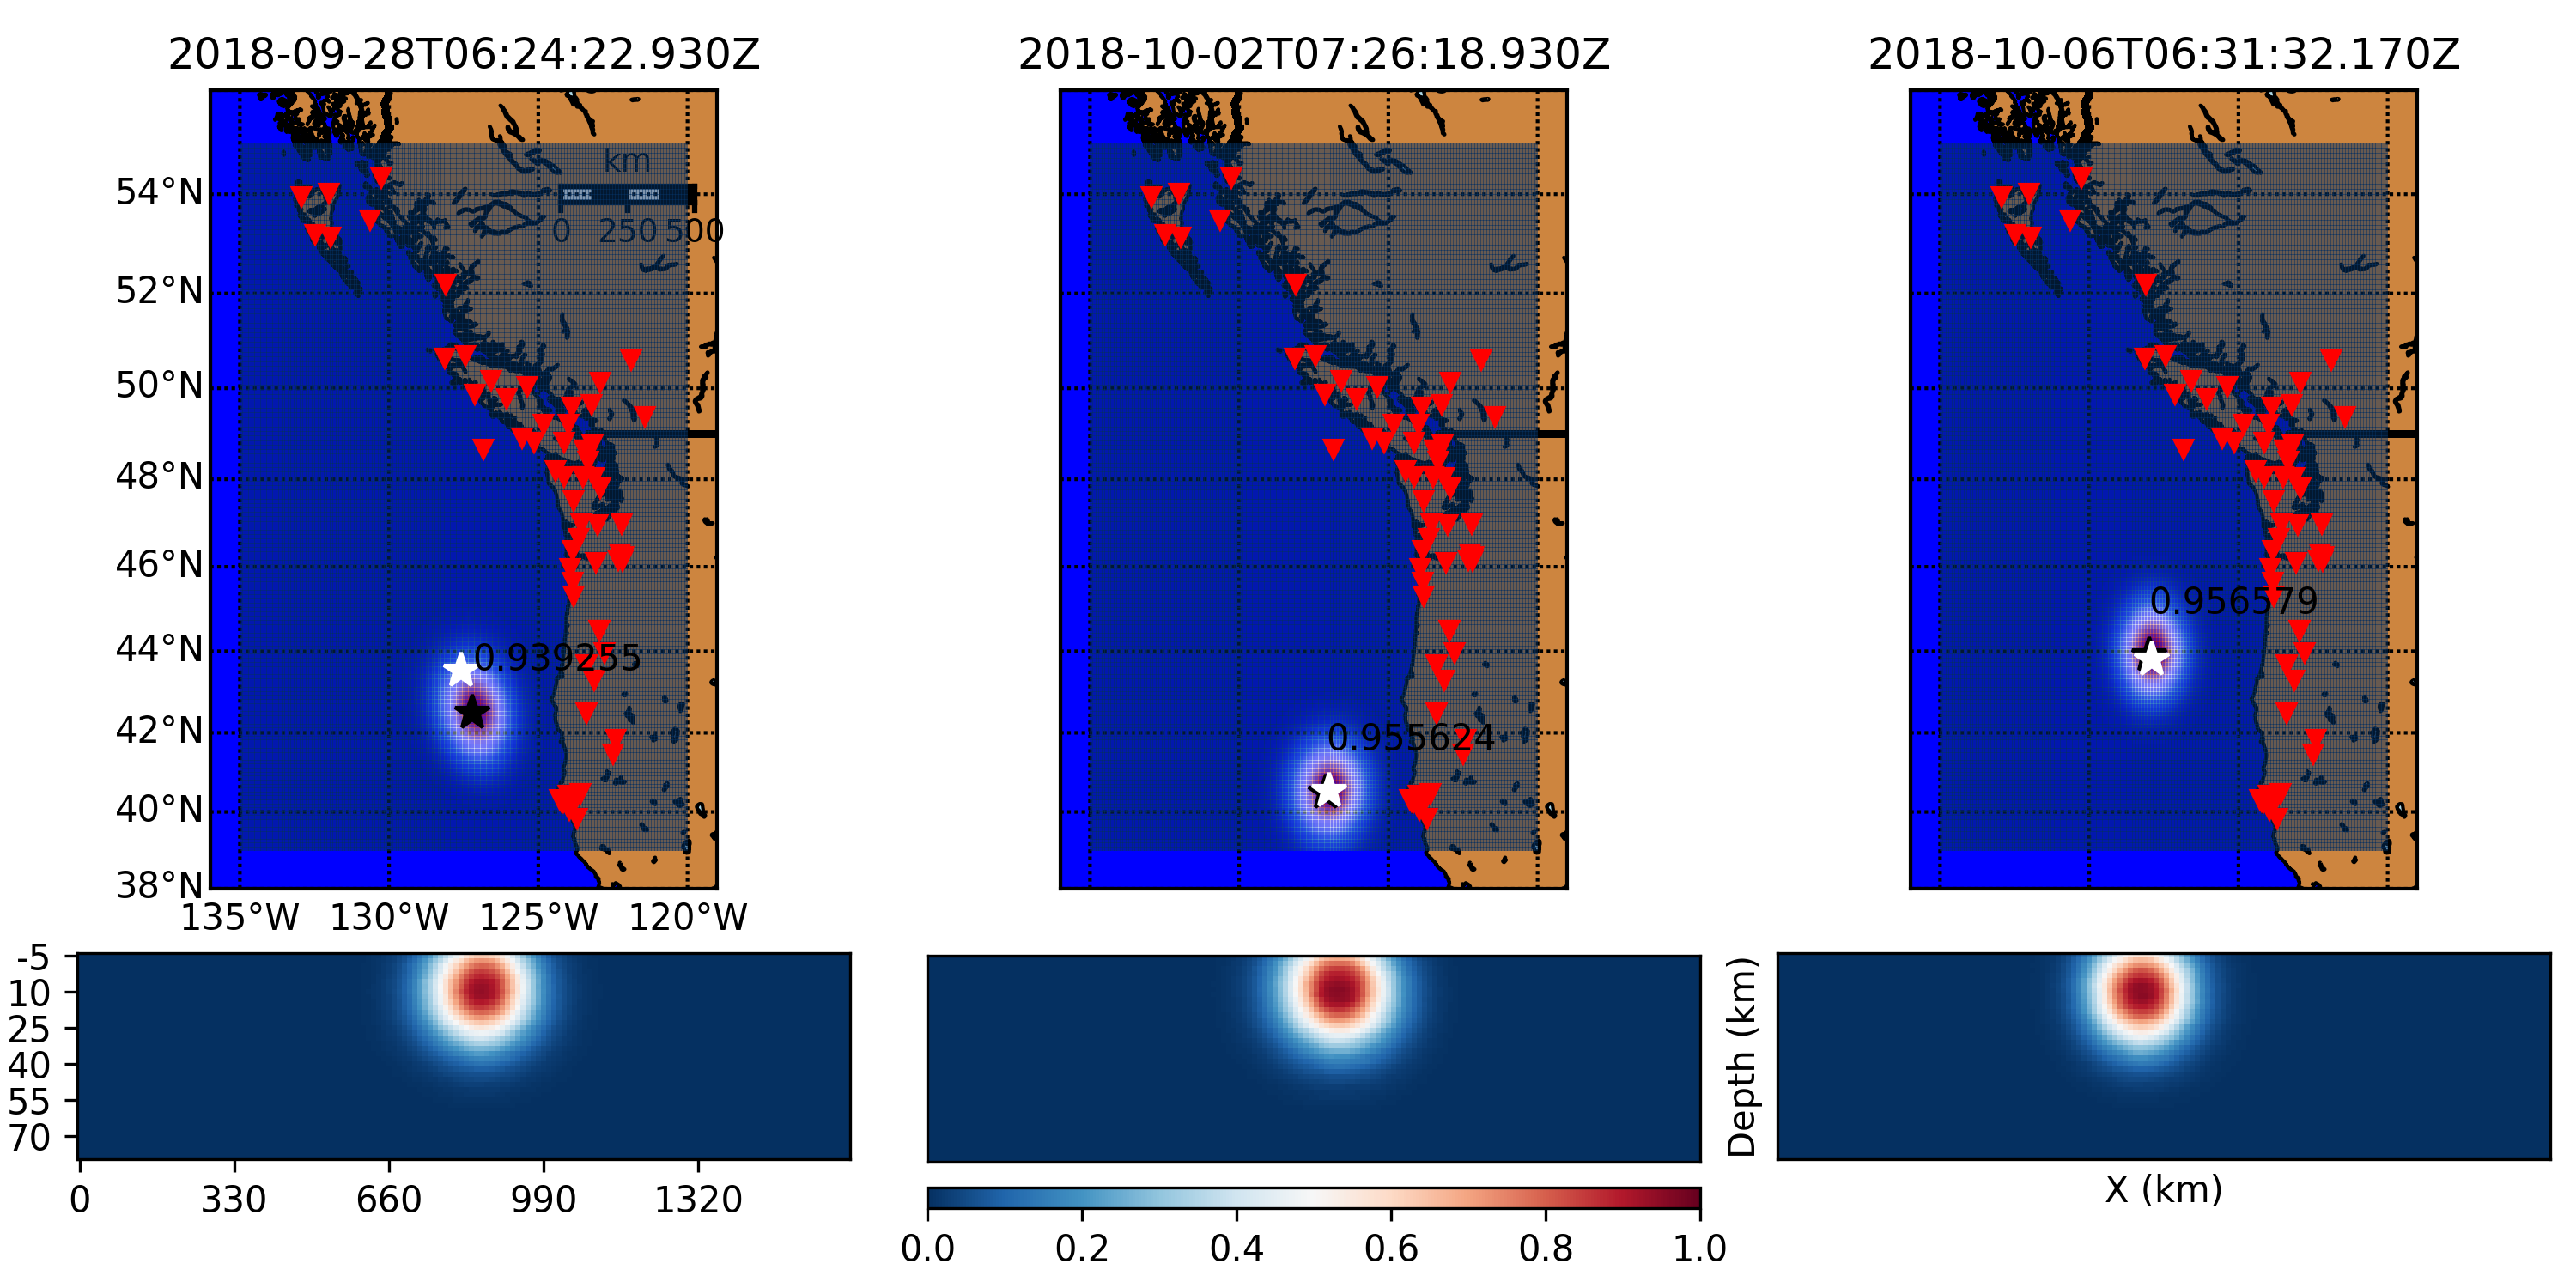 2018-09-28T06:24:22.930Z
2018-10-02T07:26:18.930Z
2018-10-06T06:31:32.170Z
km
0 250 500
54°N
52°N
50°N
48°N
46°N
44°N
42°N
40°N
38°N
135°W 130°W 125°W 120°W
0.939255
0.955624
0.956579
-5
10
25
40
55
70
0 330 660 990 1320
0.0 0.2 0.4 0.6 0.8 1.0
Depth (km)
X (km)